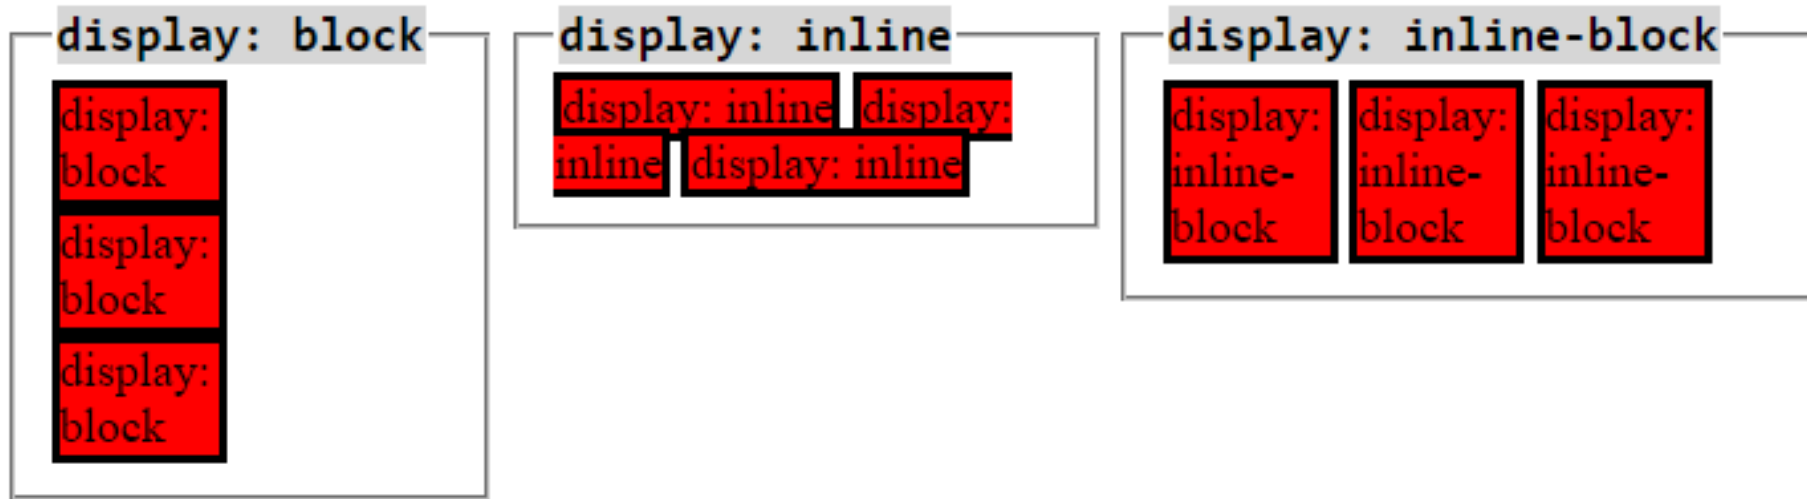 display: block
display:
block
display:
block
display:
block
display: inline
display: inline display:
inline display: inline
display: inline-block
display: display: display:
inline- inline- inline-
block block block